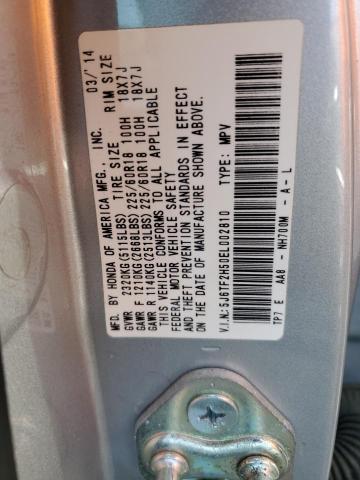 MFD. BY HONDA OF AMERICA MFG., INC. 03/'14
TIRE SIZE RIM SIZE
GVWR 2320KG(5115LBS)
GAWR F 1210KG(2668LBS) 225/60R18 100H 18X7J
GAWR R 1140KG(2513LBS) 225/60R18 100H 18X7J
THIS VEHICLE CONFORMS TO ALL APPLICABLE
FEDERAL MOTOR VEHICLE SAFETY
AND THEFT PREVENTION STANDARDS IN EFFECT
ON THE DATE OF MANUFACTURE SHOWN ABOVE.
V.I.N.:5J6TF2H50EL002810 TYPE: MPV
TP7 E AA8 - NH700M - A - L